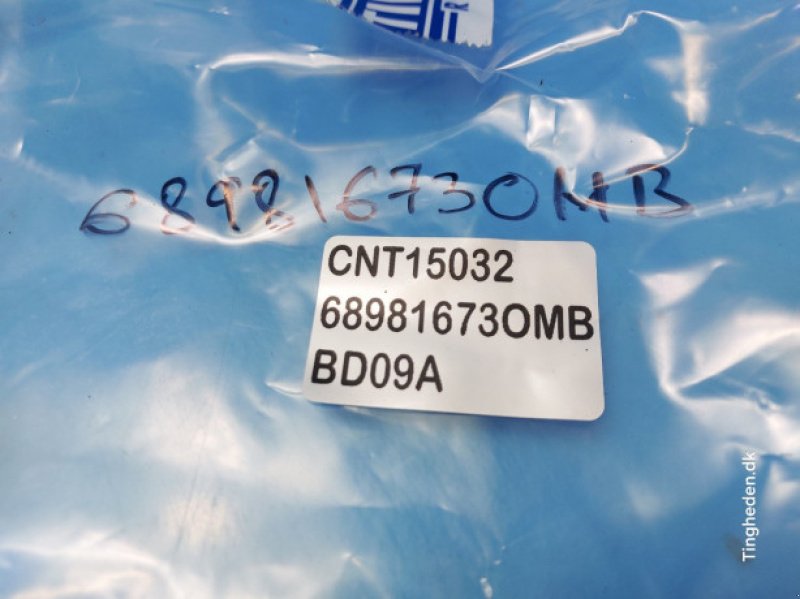 689816730MB
CNT15032
68981673OMB
BD09A
Tingheden.dk